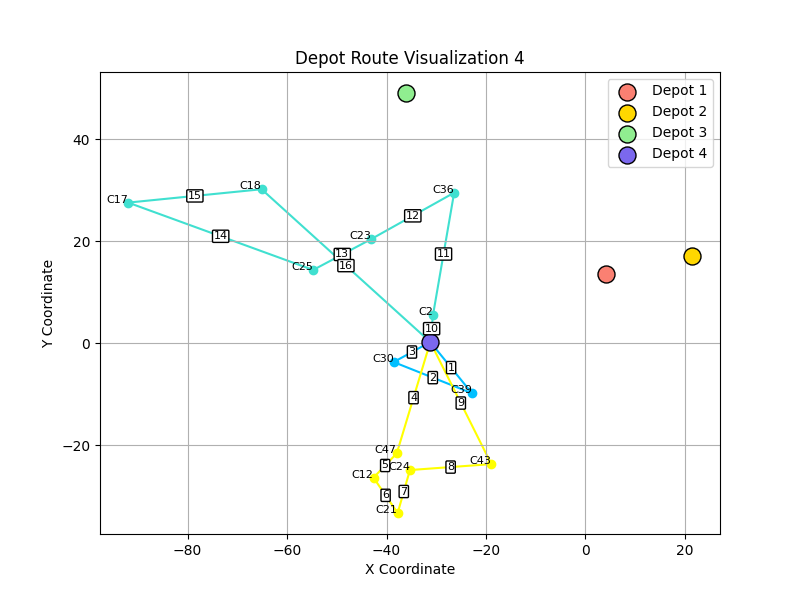 Depot Route Visualization 4
Depot 1
Depot 2
Depot 3
Depot 4
40
20
0
−20
Y Coordinate
C17
15
C18
C36
14
C23
12
C25
13
16
11
C2
10
C30
3
1
2
C39
4
9
C47
5
C24
C12
8
C43
6
7
C21
−80
−60
−40
−20
0
20
X Coordinate